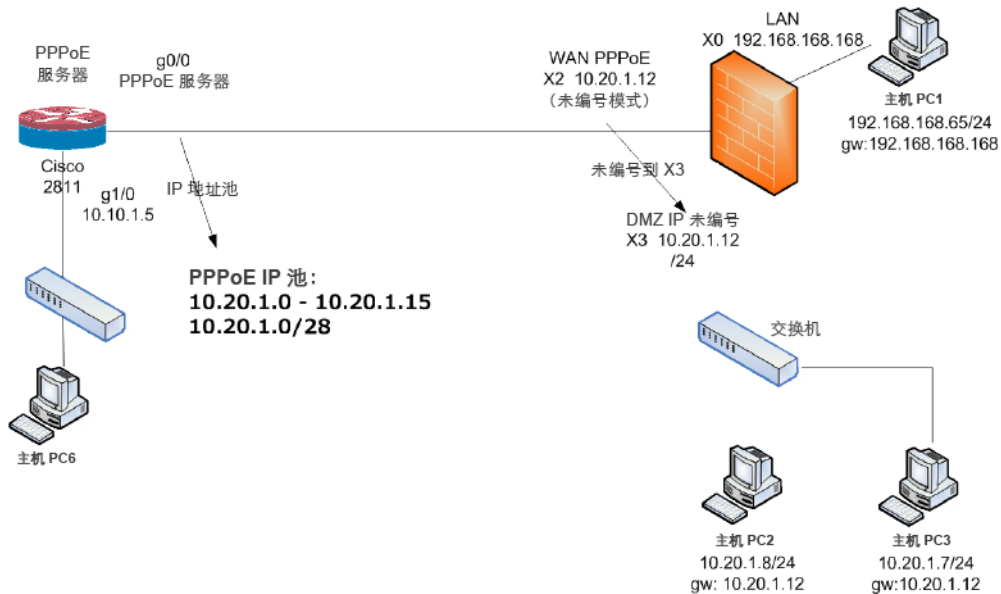 PPPoE
服务器
g0/0
PPPoE 服务器
Cisco
2811
g1/0
10.10.1.5
IP 地址池
PPPoE IP 池：
10.20.1.0 - 10.20.1.15
10.20.1.0/28
主机 PC6
WAN PPPoE
X2 10.20.1.12
（未编号模式）
未编号到 X3
DMZ IP 未编号
X3 10.20.1.12
/24
LAN
X0 192.168.168.168
主机 PC1
192.168.168.65/24
gw:192.168.168.168
交换机
主机 PC2
10.20.1.8/24
gw: 10.20.1.12
主机 PC3
10.20.1.7/24
gw:10.20.1.12